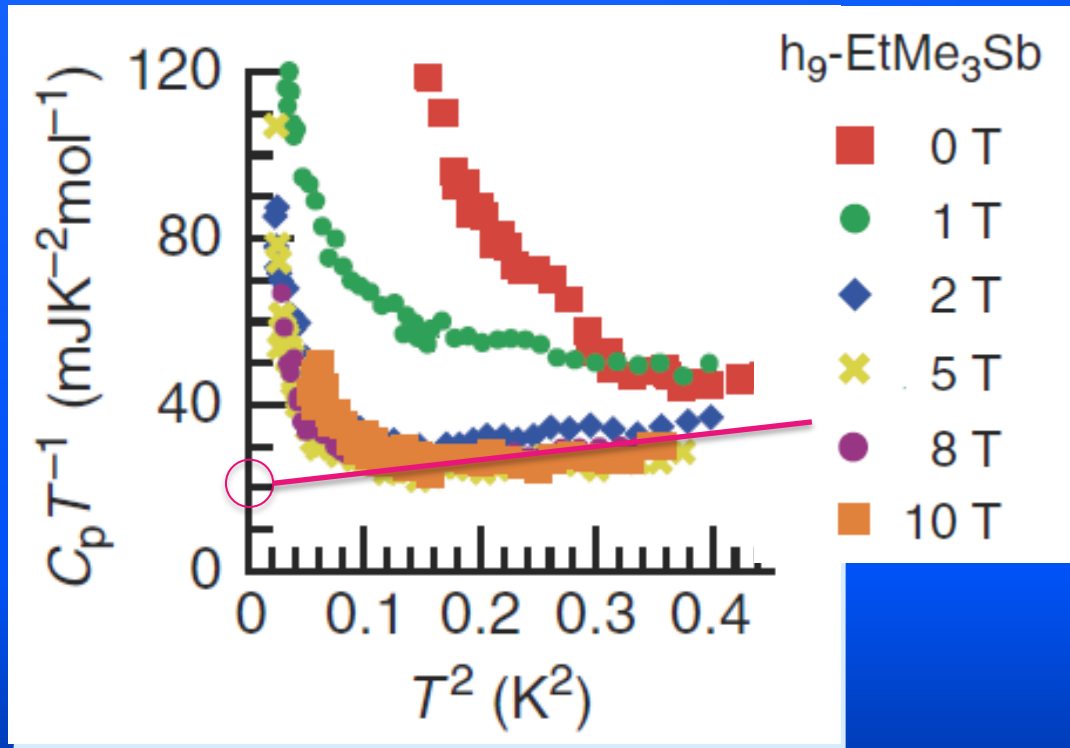 h₉-EtMe₃Sb
0 T
1 T
2 T
5 T
8 T
10 T
CₚT⁻¹ (mJK⁻²mol⁻¹)
120
80
40
0
0 0.1 0.2 0.3 0.4
T² (K²)